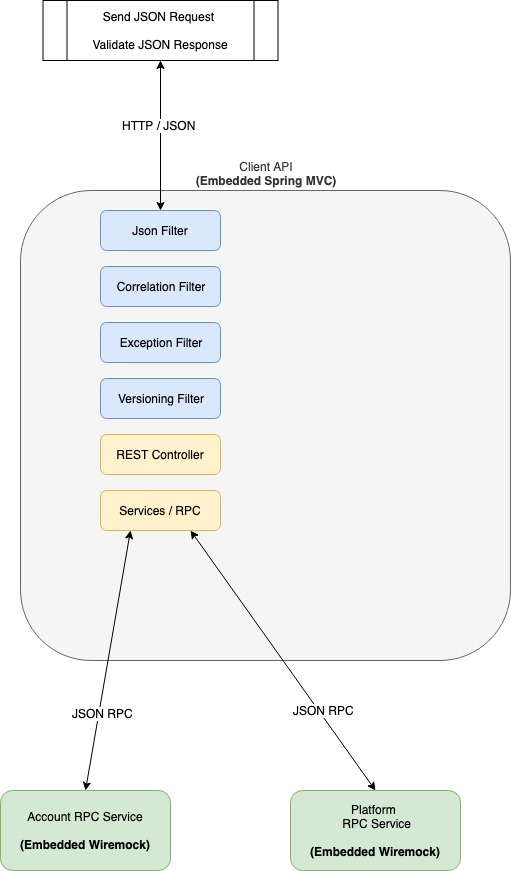 Send JSON Request
Validate JSON Response
HTTP / JSON
Client API
(Embedded Spring MVC)
Json Filter
Correlation Filter
Exception Filter
Versioning Filter
REST Controller
Services / RPC
JSON RPC
JSON RPC
Account RPC Service
(Embedded Wiremock)
Platform
RPC Service
(Embedded Wiremock)